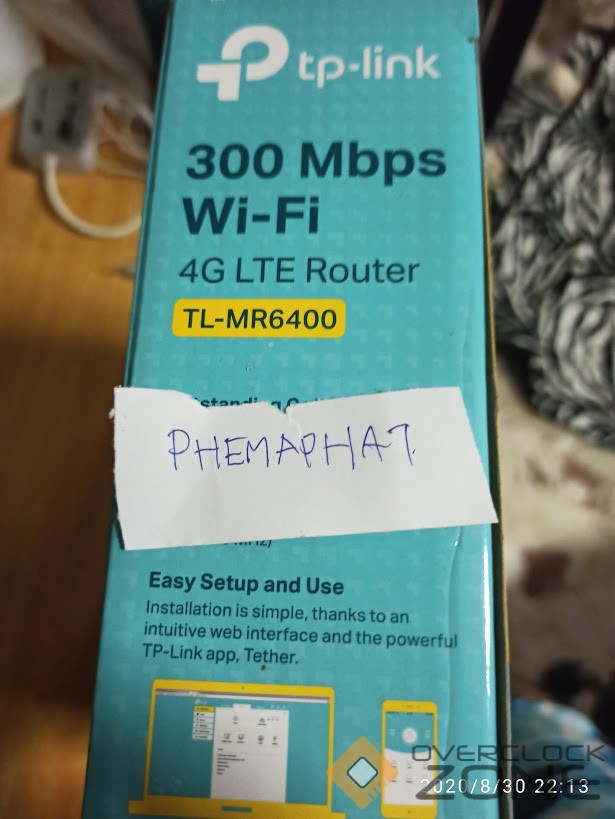 tp-link
300 Mbps
Wi-Fi
4G LTE Router
TL-MR6400
PHEMAPHAT
Easy Setup and Use
Installation is simple, thanks to an
intuitive web interface and the powerful
TP-Link app, Tether.
OVERCLOCK
ZONE
2020/8/30 22:13